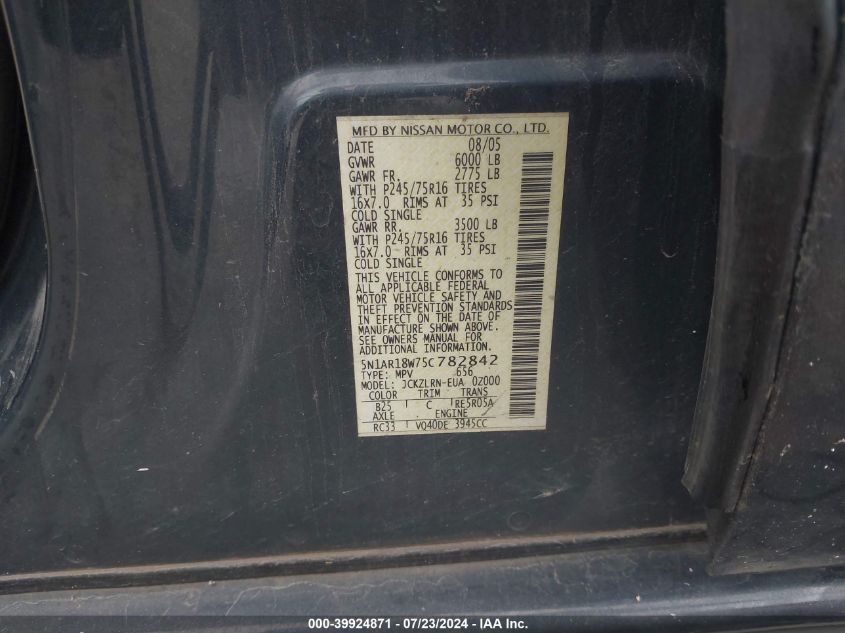 MFD BY NISSAN MOTOR CO., LTD.
DATE 08/05
GVWR 6000 LB
GAWR FR. 2775 LB
WITH P245/75R16 TIRES
16X7.0 RIMS AT 35 PSI
COLD SINGLE
GAWR RR. 3500 LB
WITH P245/75R16 TIRES
16X7.0 RIMS AT 35 PSI
COLD SINGLE
THIS VEHICLE CONFORMS TO
ALL APPLICABLE FEDERAL
MOTOR VEHICLE SAFETY AND
THEFT PREVENTION STANDARDS
IN EFFECT ON THE DATE OF
MANUFACTURE SHOWN ABOVE.
SEE OWNERS MANUAL FOR
ADDITIONAL INFORMATION.
5N1AR18W75C782842
TYPE: MPV 656
MODEL: JCKZLRN-EUA 0Z000
COLOR TRIM TRANS
B25 C RE5R05A
AXLE ENGINE
RC33 VQ40DE 3945CC
000-39924871 / 07/23/2024 - IAA Inc.